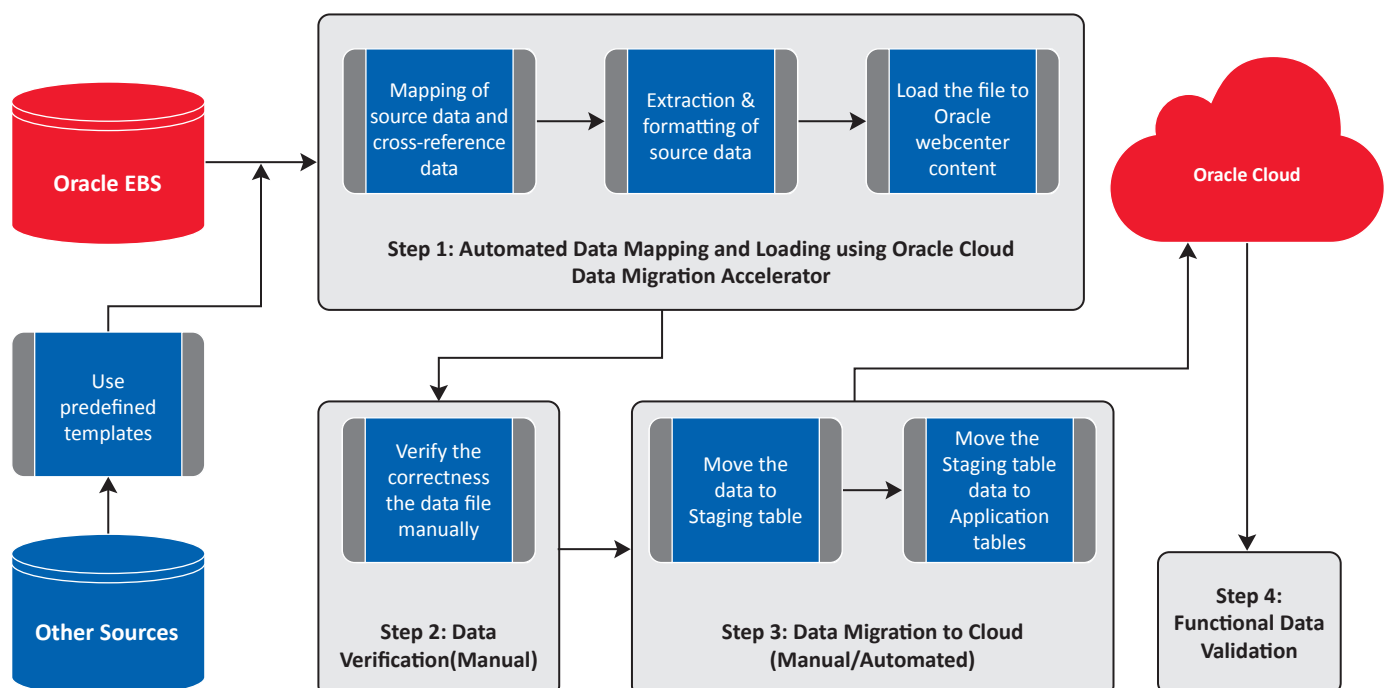 Oracle EBS
Mapping of
source data and
cross-reference
data
Extraction &
formatting of
source data
Load the file to
Oracle
webcenter
content
Step 1: Automated Data Mapping and Loading using Oracle Cloud
Data Migration Accelerator
Oracle Cloud
Use
predefined
templates
Other Sources
Verify the
correctness
the data file
manually
Step 2: Data
Verification(Manual)
Move the
data to
Staging table
Move the
Staging table
data to
Application
tables
Step 3: Data Migration to Cloud
(Manual/Automated)
Step 4:
Functional Data
Validation